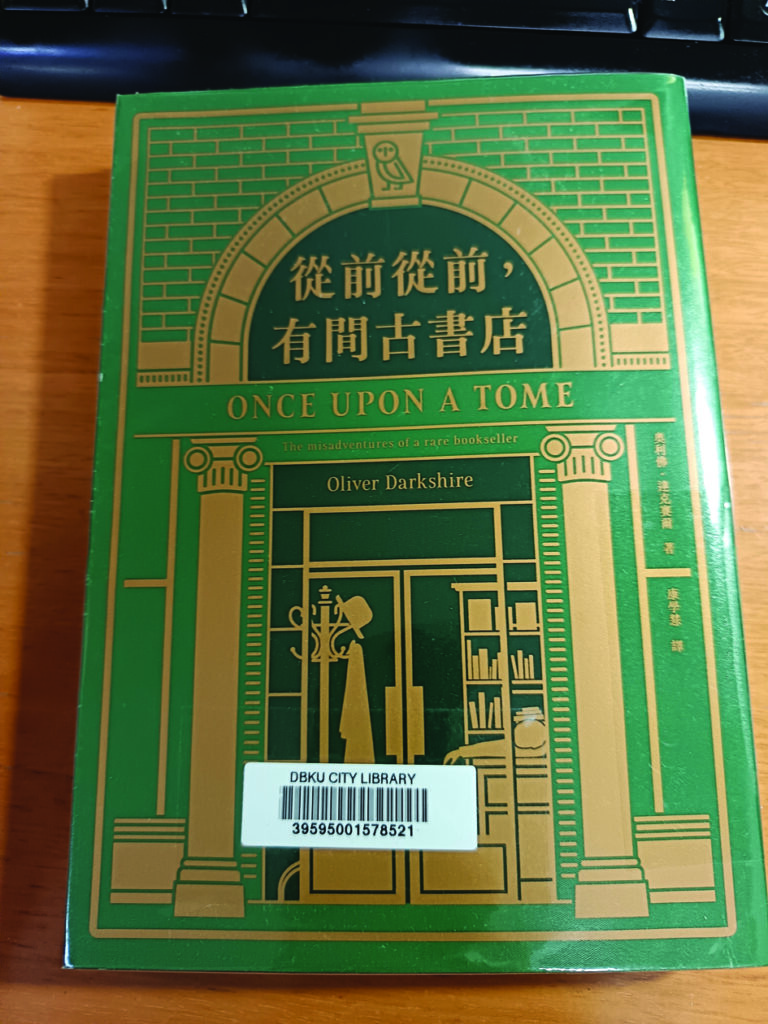 從前從前，
有間古書店
ONCE UPON A TOME
The misadventures of a rare bookseller
Oliver Darkshire
奧利佛．達克賽爾 著
康學慧 譯
DBKU CITY LIBRARY
39595001578521